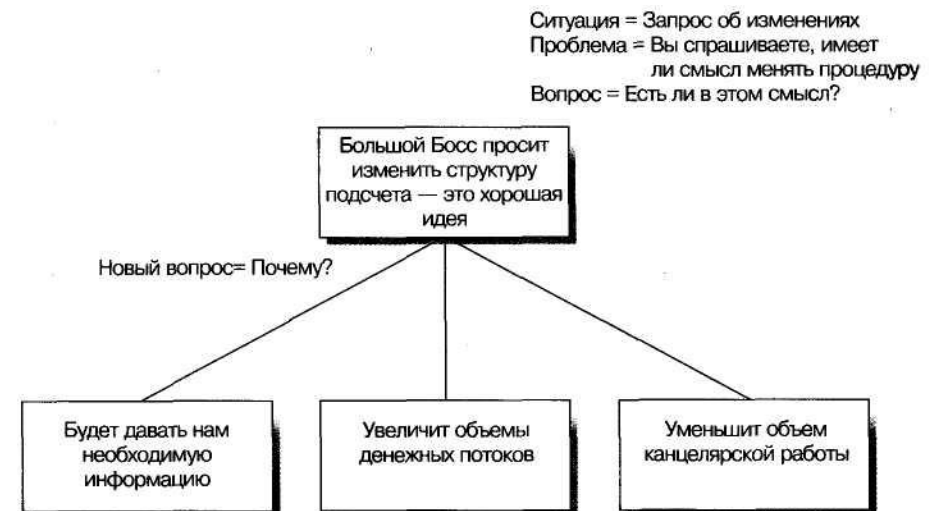 Ситуация = Запрос об изменениях
Проблема = Вы спрашиваете, имеет
ли смысл менять процедуру
Вопрос = Есть ли в этом смысл?
Большой Босс просит
изменить структуру
подсчета — это хорошая
идея
Новый вопрос= Почему?
Будет давать нам
необходимую
информацию
Увеличит объемы
денежных потоков
Уменьшит объем
канцелярской работы